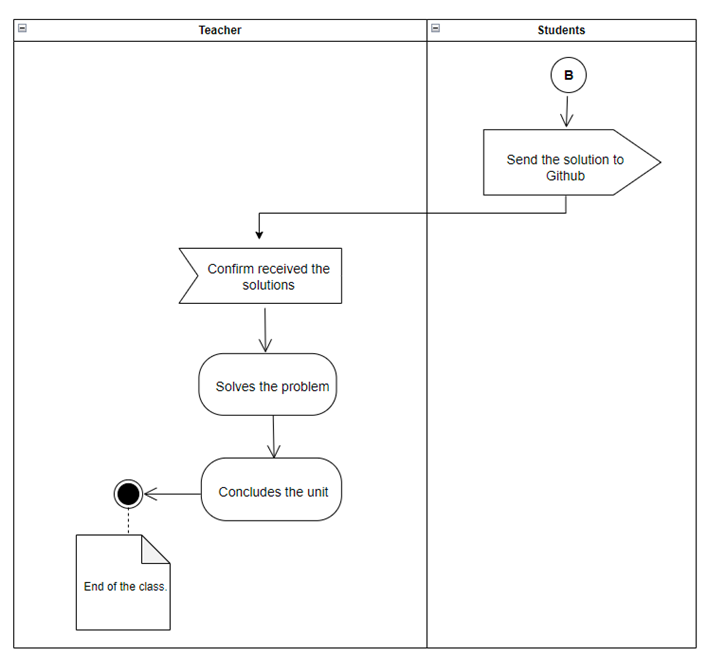 Teacher
Students
B
Send the solution to
Github
Confirm received the
solutions
Solves the problem
Concludes the unit
End of the class.